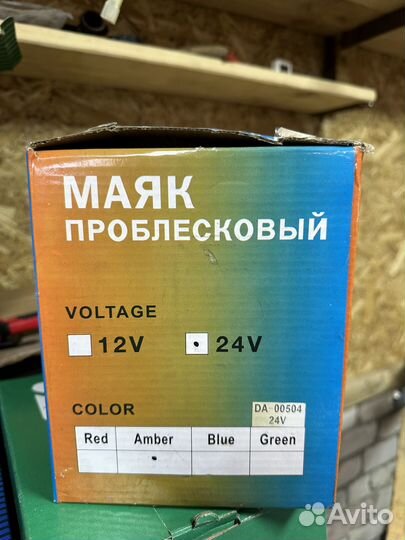 МАЯК
ПРОБЛЕСКОВЫЙ
VOLTAGE
12V 24V
COLOR
DA 00504
24V
Red Amber Blue Green
Avito